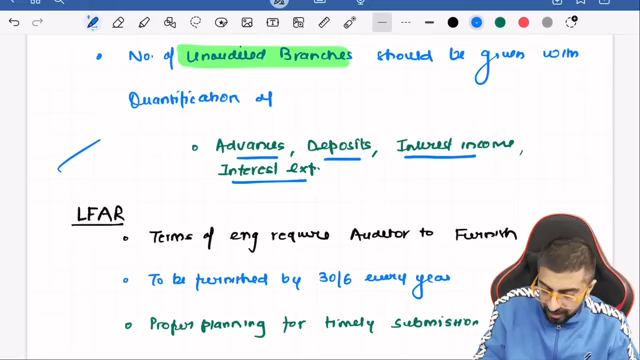 • No. of Unaudited Branches should be given with
Quantification of
• Advances, Deposits, Interest income,
Interest exp.
LFAR
• Terms of eng require Auditor to Furnish
• To be furnished by 30/6 every year
• Proper planning for timely submission